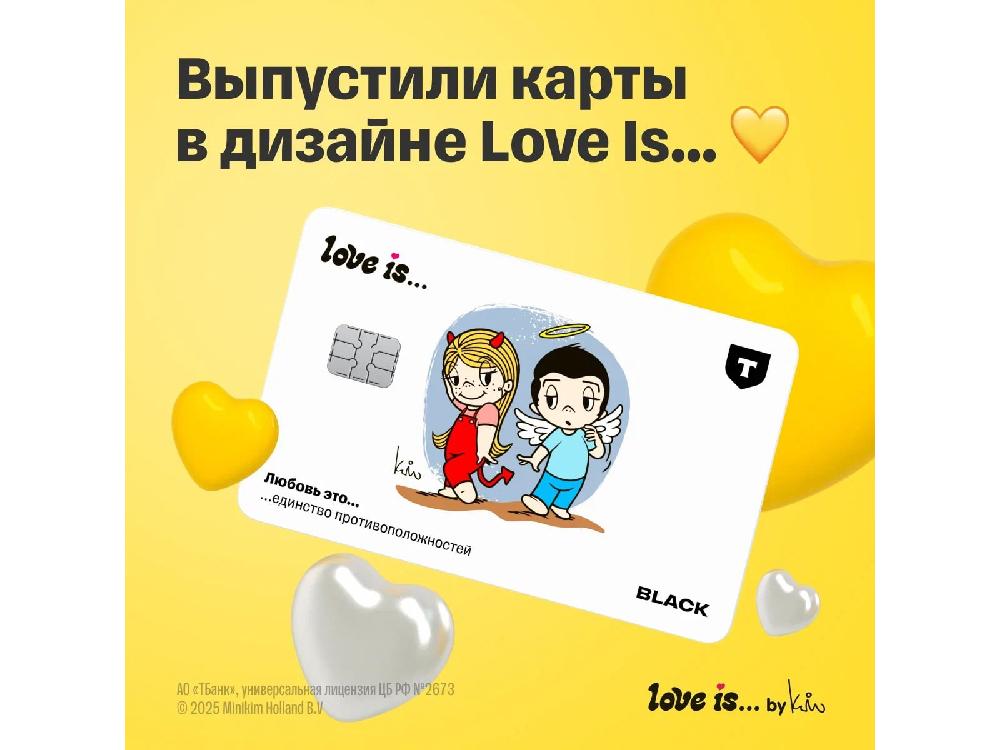 Выпустили карты
в дизайне Love Is... 💛
love is...
T
Kim
Любовь это...
...единство противоположностей
BLACK
АО «ТБанк», универсальная лицензия ЦБ РФ №2673
© 2025 Minikim Holland B.V
love is... by Kim